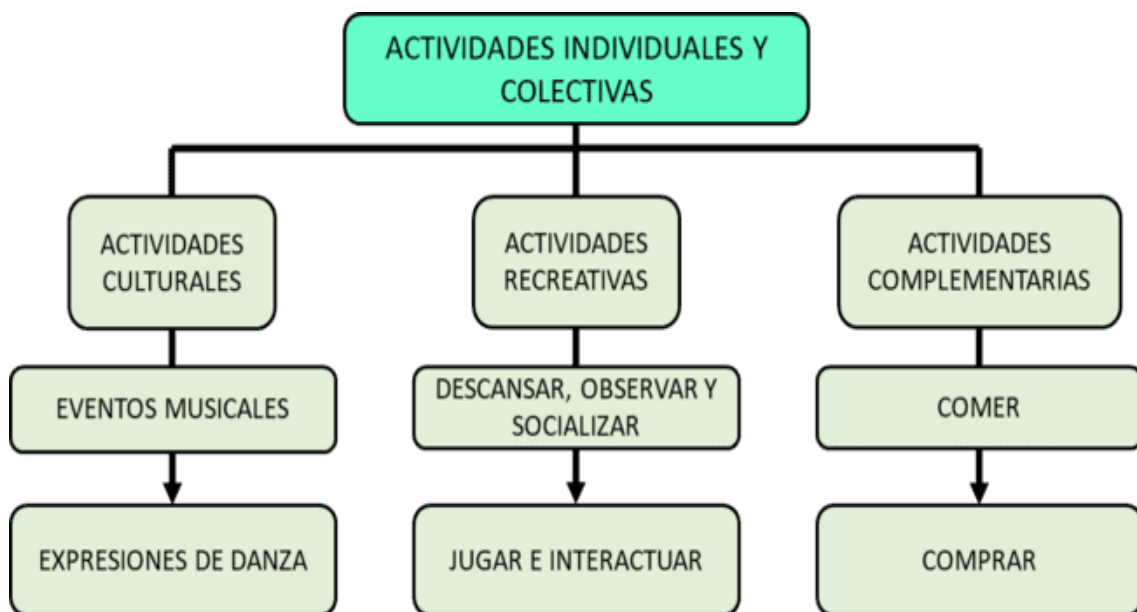 ACTIVIDADES INDIVIDUALES Y
COLECTIVAS
ACTIVIDADES
CULTURALES
ACTIVIDADES
RECREATIVAS
ACTIVIDADES
COMPLEMENTARIAS
EVENTOS MUSICALES
DESCANSAR, OBSERVAR Y
SOCIALIZAR
COMER
EXPRESIONES DE DANZA
JUGAR E INTERACTUAR
COMPRAR